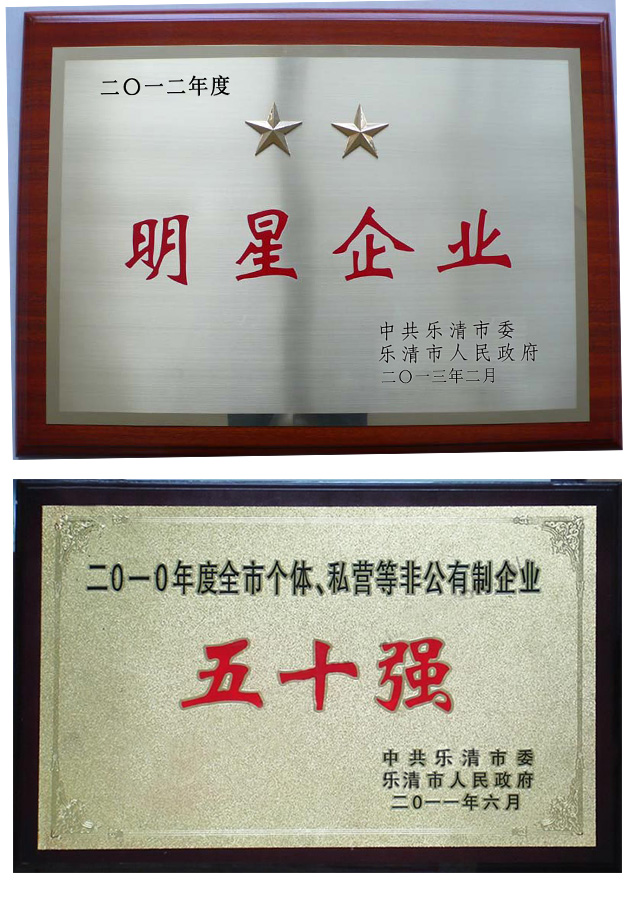 二〇一二年度
明星企业
中共乐清市委
乐清市人民政府
二〇一三年二月
二0一0年度全市个体、私营等非公有制企业
五十强
中共乐清市委
乐清市人民政府
二0一一年六月